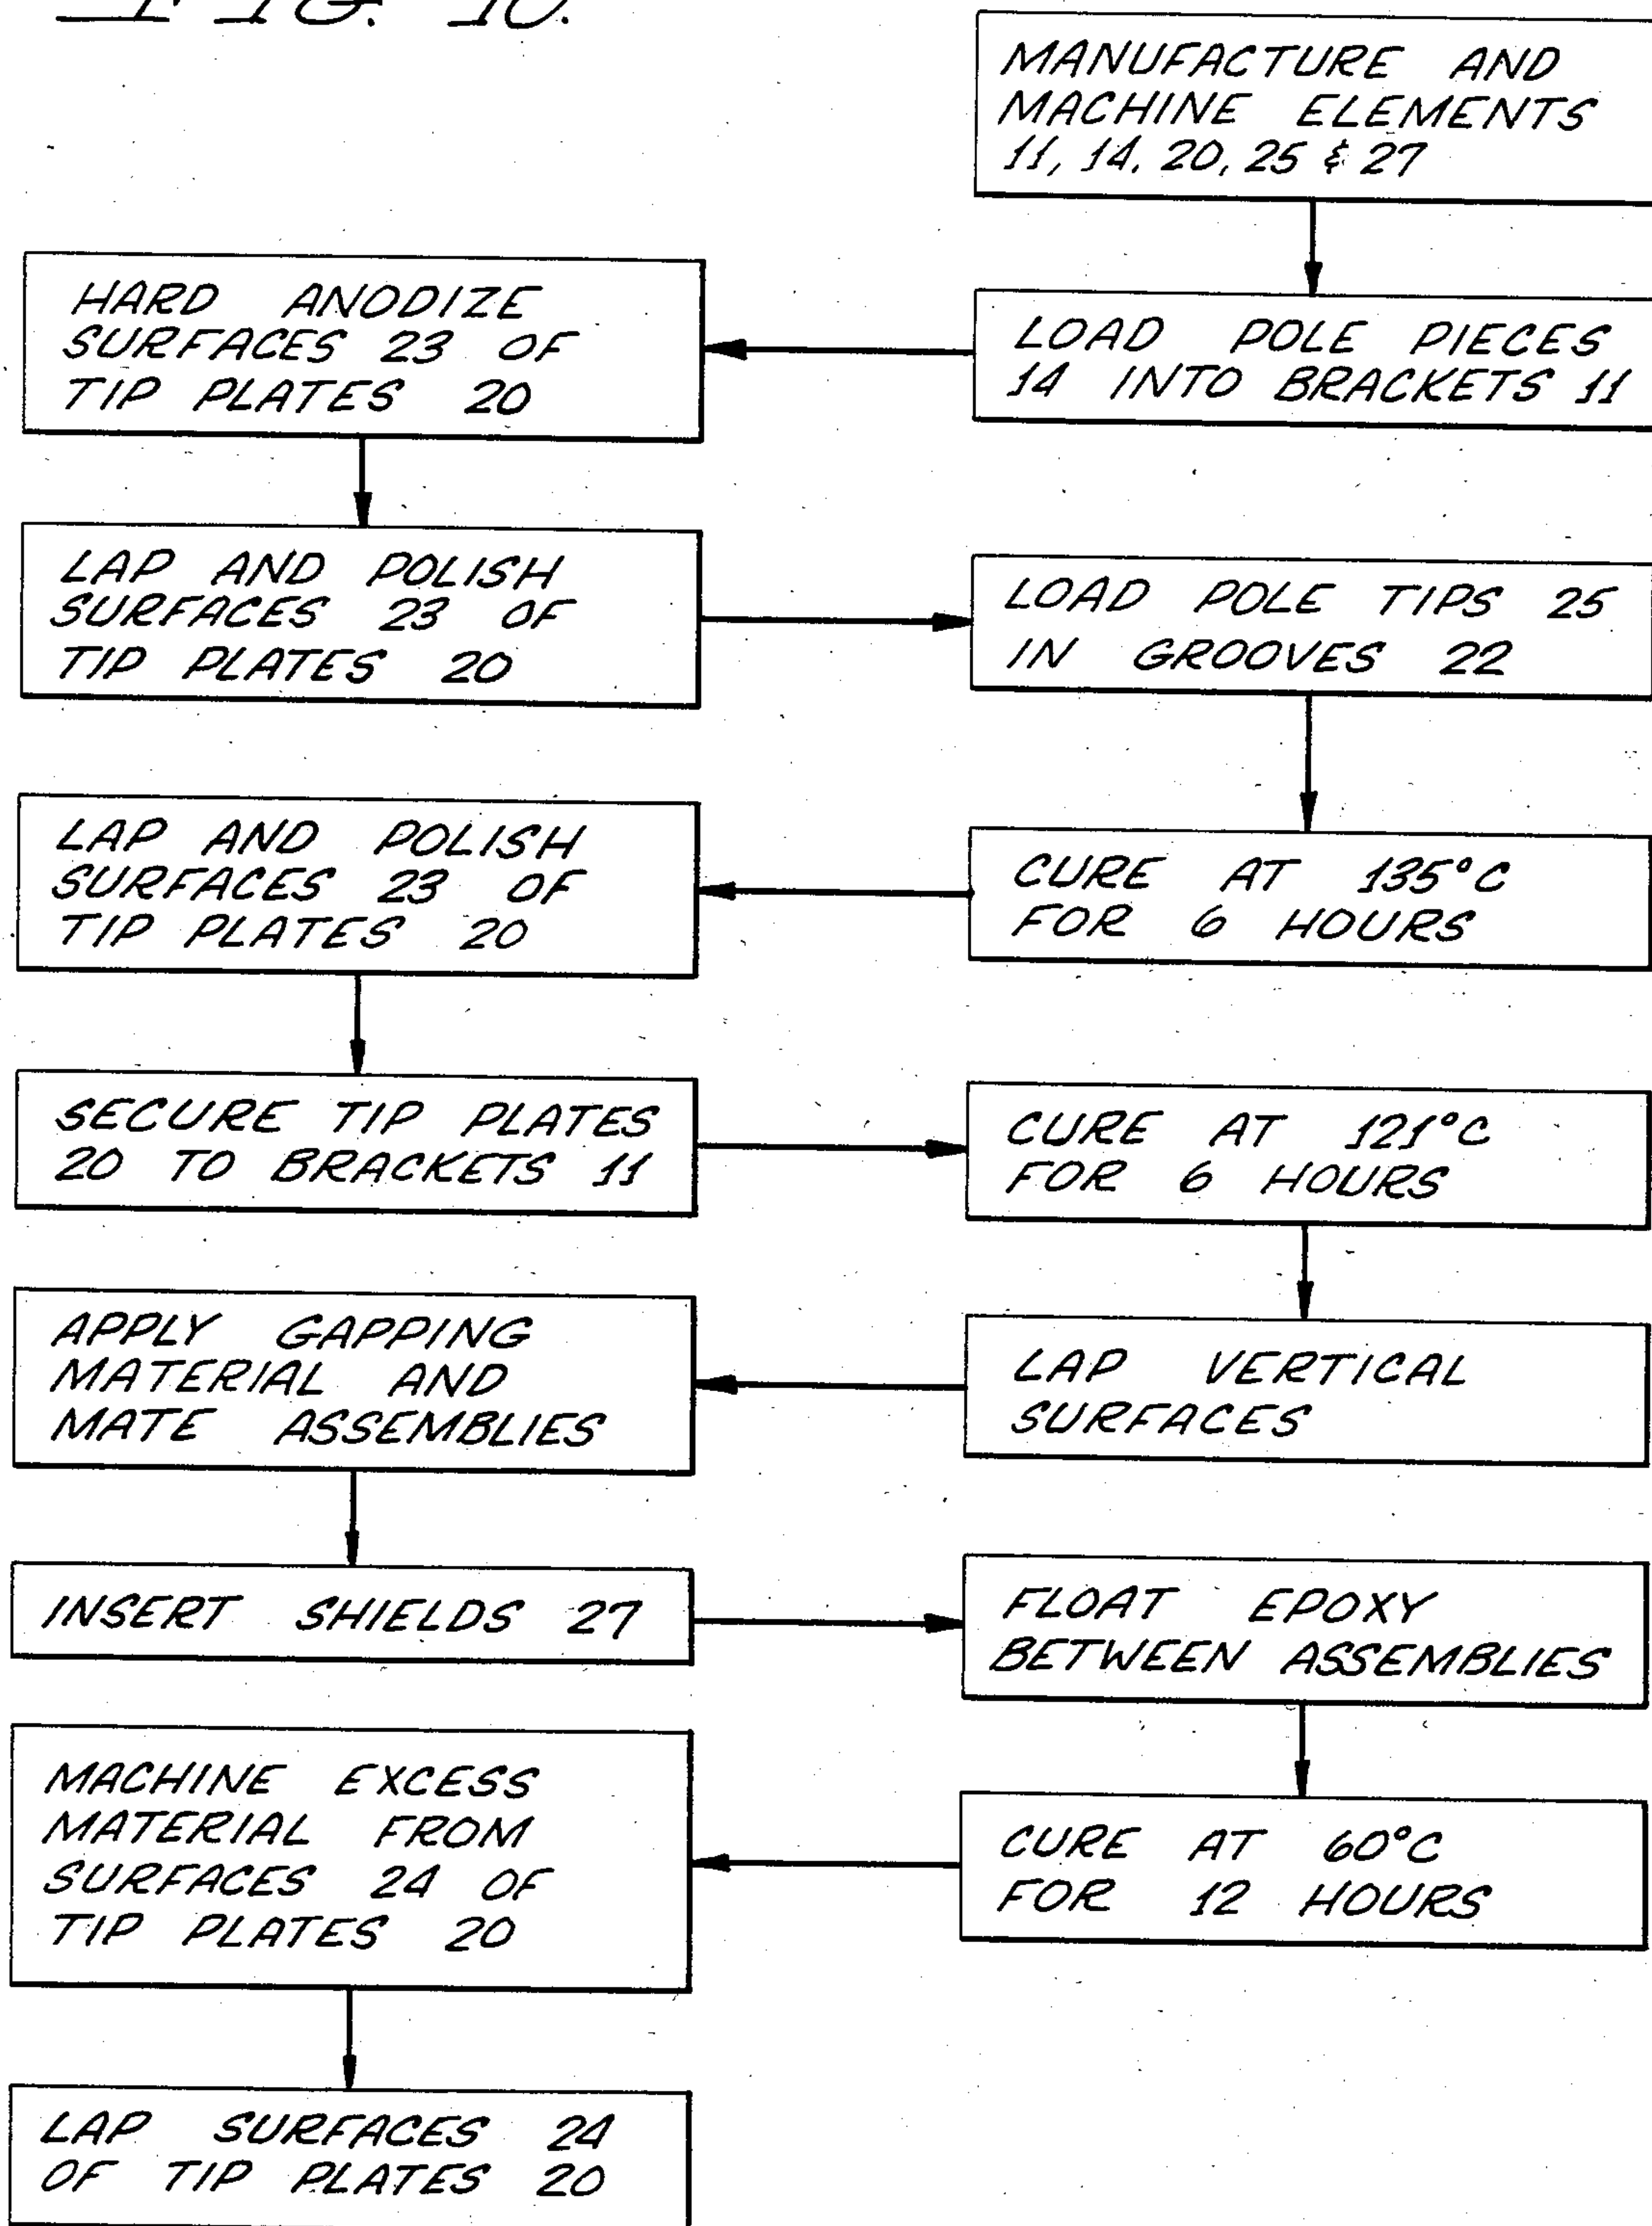 FIG. 10.
MANUFACTURE AND
MACHINE ELEMENTS
11, 14, 20, 25 & 27
LOAD POLE PIECES
14 INTO BRACKETS 11
HARD ANODIZE
SURFACES 23 OF
TIP PLATES 20
LAP AND POLISH
SURFACES 23 OF
TIP PLATES 20
LOAD POLE TIPS 25
IN GROOVES 22
CURE AT 135°C
FOR 6 HOURS
LAP AND POLISH
SURFACES 23 OF
TIP PLATES 20
SECURE TIP PLATES
20 TO BRACKETS 11
CURE AT 121°C
FOR 6 HOURS
LAP VERTICAL
SURFACES
APPLY GAPPING
MATERIAL AND
MATE ASSEMBLIES
INSERT SHIELDS 27
FLOAT EPOXY
BETWEEN ASSEMBLIES
CURE AT 60°C
FOR 12 HOURS
MACHINE EXCESS
MATERIAL FROM
SURFACES 24 OF
TIP PLATES 20
LAP SURFACES 24
OF TIP PLATES 20